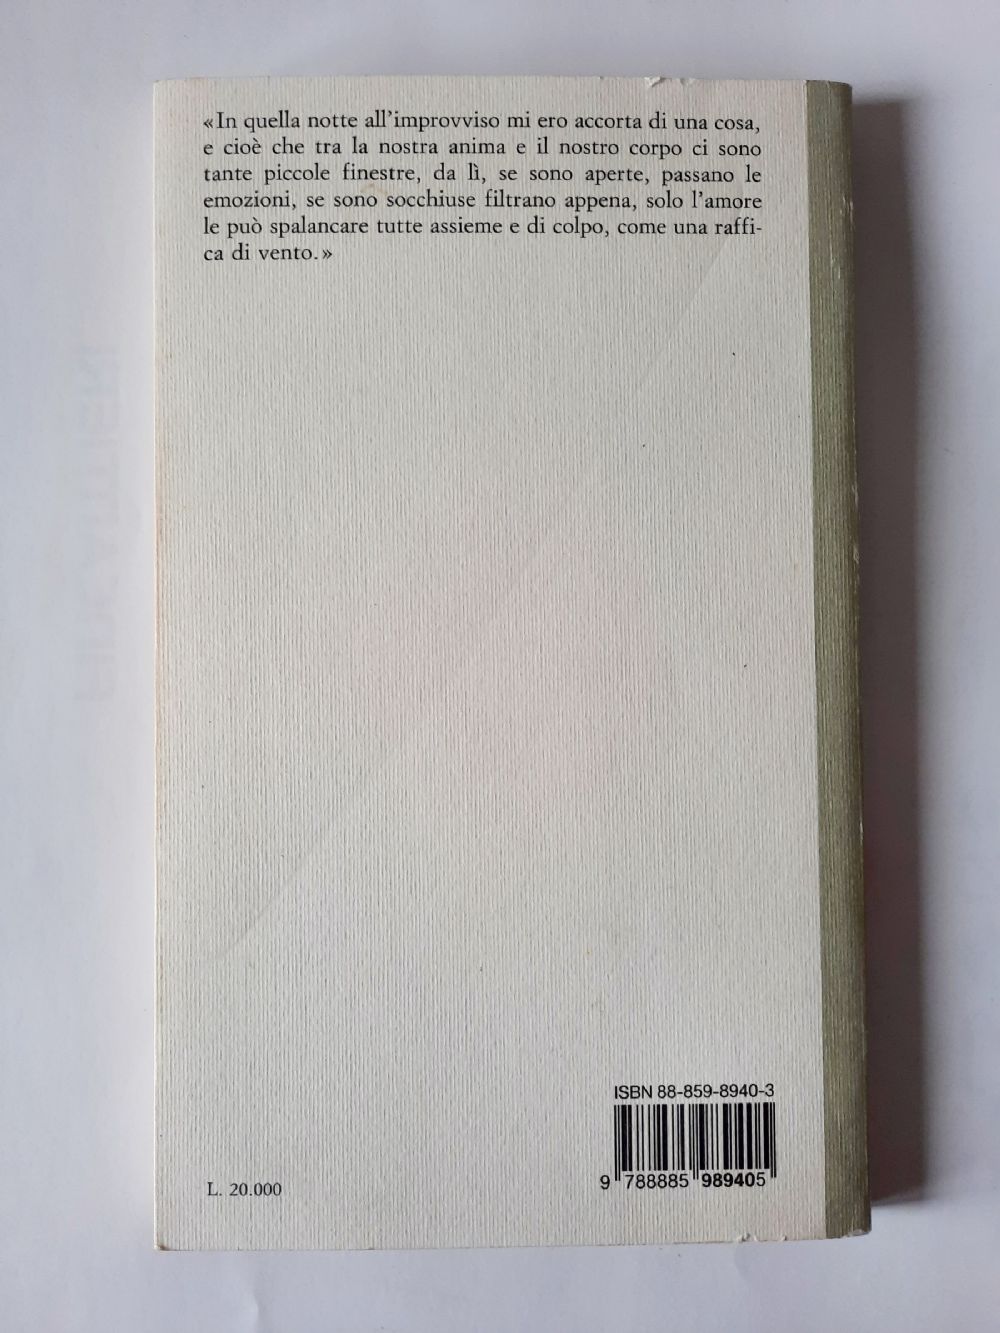 «In quella notte all'improvviso mi ero accorta di una cosa,
e cioè che tra la nostra anima e il nostro corpo ci sono
tante piccole finestre, da lì, se sono aperte, passano le
emozioni, se sono socchiuse filtrano appena, solo l'amore
le può spalancare tutte assieme e di colpo, come una raffi-
ca di vento.»
ISBN 88-859-8940-3
9 788885 989405
L. 20.000